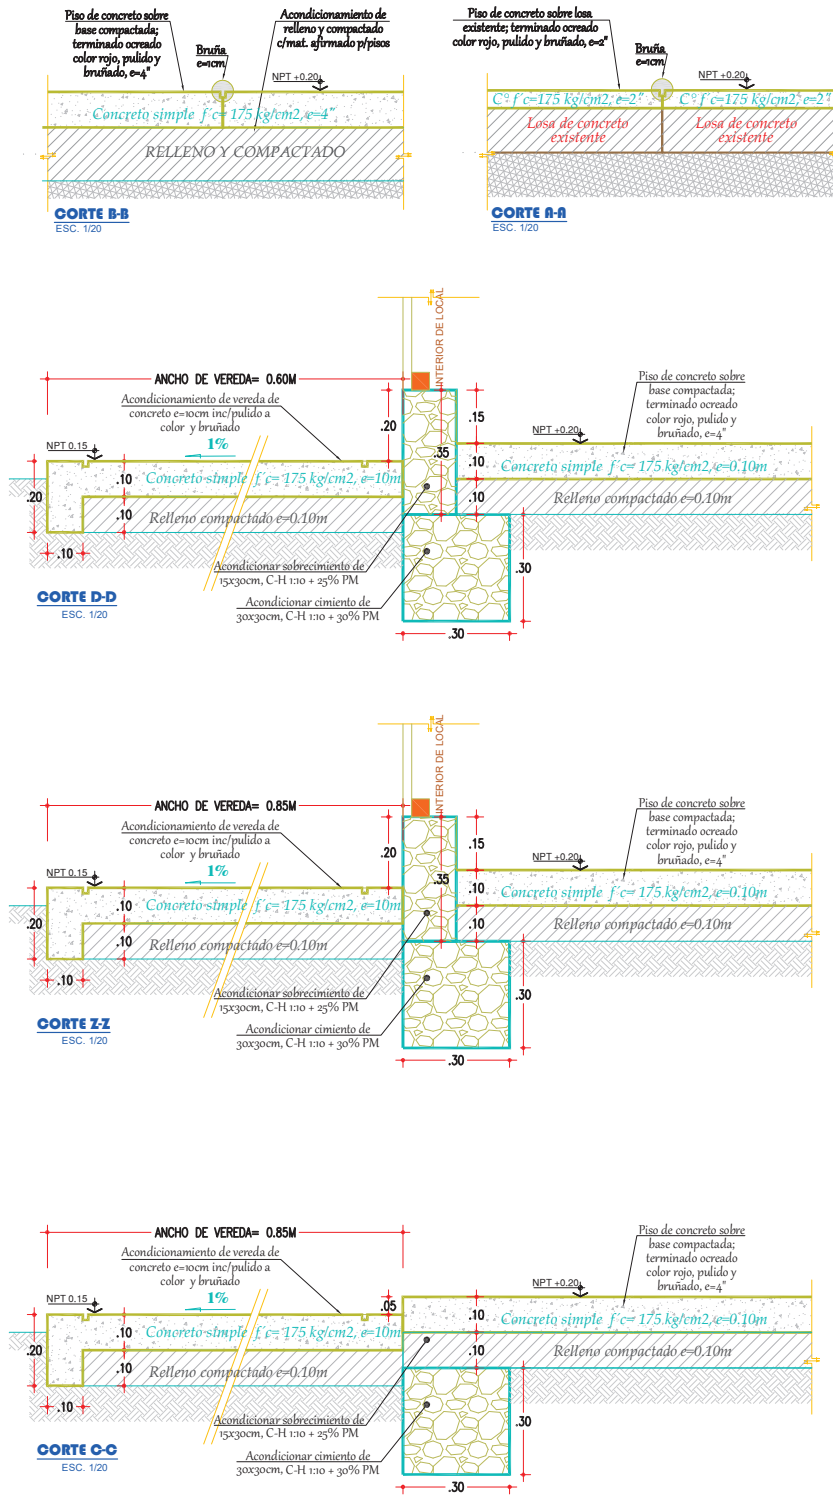 Piso de concreto sobre
base compactada;
terminado ocreado
color rojo, pulido y
bruñado, e=4"
Acondicionamiento de
relleno y compactado
c/mat. afirmado p/pisos
Bruña
e=1cm
NPT +0.20
Concreto simple f'c= 175 kg/cm2, e=4"
RELLENO Y COMPACTADO
CORTE B-B
ESC. 1/20
Piso de concreto sobre losa
existente; terminado ocreado
color rojo, pulido y bruñado, e=2"
Bruña
e=1cm
NPT +0.20
C° f'c=175 kg/cm2, e=2"
C° f'c=175 kg/cm2, e=2"
Losa de concreto
existente
Losa de concreto
existente
CORTE A-A
ESC. 1/20
INTERIOR DE LOCAL
ANCHO DE VEREDA= 0.60M
Acondicionamiento de vereda de
concreto e=10cm inc/pulido a
color y bruñado
1%
NPT 0.15
.20
.10
.10
.10
Concreto simple f'c= 175 kg/cm2, e=10m
Relleno compactado e=0.10m
.20
.35
.15
.10
.10
NPT +0.20
Piso de concreto sobre
base compactada;
terminado ocreado
color rojo, pulido y
bruñado, e=4"
Concreto simple f'c= 175 kg/cm2, e=0.10m
Relleno compactado e=0.10m
Acondicionar sobrecimiento de
15x30cm, C-H 1:10 + 25% PM
Acondicionar cimiento de
30x30cm, C-H 1:10 + 30% PM
.30
.30
CORTE D-D
ESC. 1/20
INTERIOR DE LOCAL
ANCHO DE VEREDA= 0.85M
Acondicionamiento de vereda de
concreto e=10cm inc/pulido a
color y bruñado
1%
NPT 0.15
.20
.10
.10
.10
Concreto simple f'c= 175 kg/cm2, e=10m
Relleno compactado e=0.10m
.20
.35
.15
.10
.10
NPT +0.20
Piso de concreto sobre
base compactada;
terminado ocreado
color rojo, pulido y
bruñado, e=4"
Concreto simple f'c= 175 kg/cm2, e=0.10m
Relleno compactado e=0.10m
Acondicionar sobrecimiento de
15x30cm, C-H 1:10 + 25% PM
Acondicionar cimiento de
30x30cm, C-H 1:10 + 30% PM
.30
.30
CORTE Z-Z
ESC. 1/20
ANCHO DE VEREDA= 0.85M
Acondicionamiento de vereda de
concreto e=10cm inc/pulido a
color y bruñado
1%
NPT 0.15
.20
.10
.10
.10
Concreto simple f'c= 175 kg/cm2, e=10m
Relleno compactado e=0.10m
.05
.10
.10
NPT +0.20
Piso de concreto sobre
base compactada;
terminado ocreado
color rojo, pulido y
bruñado, e=4"
Concreto simple f'c= 175 kg/cm2, e=0.10m
Relleno compactado e=0.10m
Acondicionar sobrecimiento de
15x30cm, C-H 1:10 + 25% PM
Acondicionar cimiento de
30x30cm, C-H 1:10 + 30% PM
.30
.30
CORTE C-C
ESC. 1/20